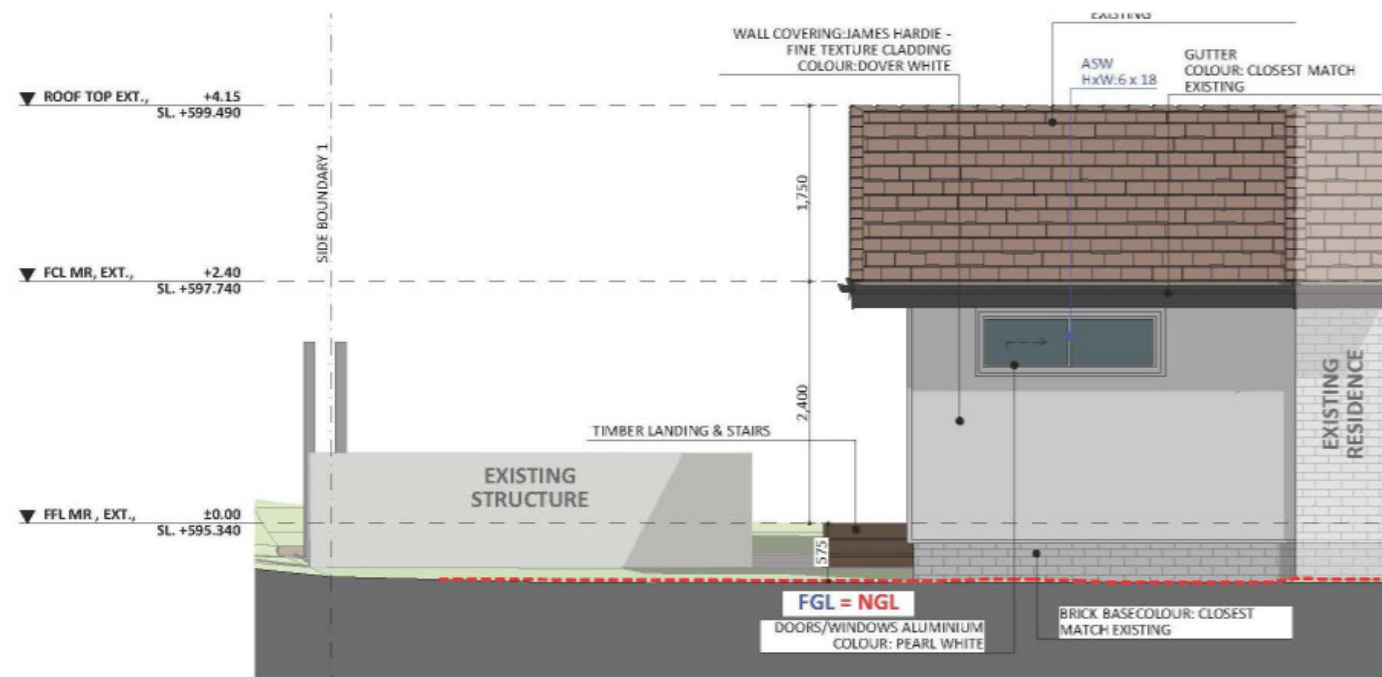 EXISTING
WALL COVERING:JAMES HARDIE -
FINE TEXTURE CLADDING
COLOUR:DOVER WHITE
ASW
HxW:6 x 18
GUTTER
COLOUR: CLOSEST MATCH
EXISTING
ROOF TOP EXT., +4.15
SL. +599.490
SIDE BOUNDARY 1
1,750
FCL MR, EXT., +2.40
SL. +597.740
2,400
EXISTING
RESIDENCE
TIMBER LANDING & STAIRS
EXISTING
STRUCTURE
FFL MR , EXT., ±0.00
SL. +595.340
575
FGL = NGL
DOORS/WINDOWS ALUMINIUM
COLOUR: PEARL WHITE
BRICK BASECOLOUR: CLOSEST
MATCH EXISTING